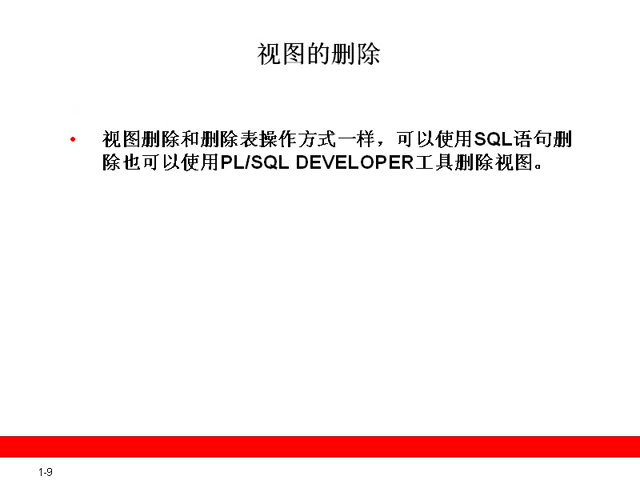 视图的删除
• 视图删除和删除表操作方式一样，可以使用SQL语句删
除也可以使用PL/SQL DEVELOPER工具删除视图。
1-9